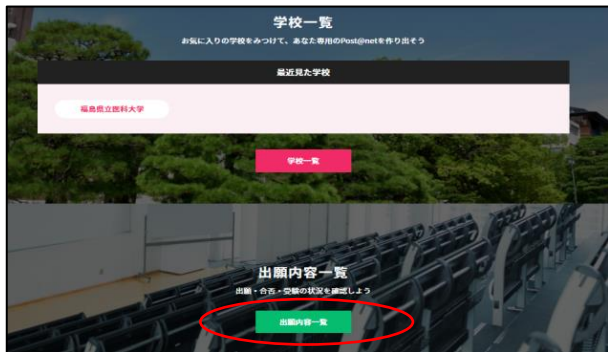 学校一覧
お気に入りの学校をみつけて、あなた専用のPost@netを作り出そう
最近見た学校
福島県立医科大学
学校一覧
出願内容一覧
出願・合否・受験の状況を確認しよう
出願内容一覧